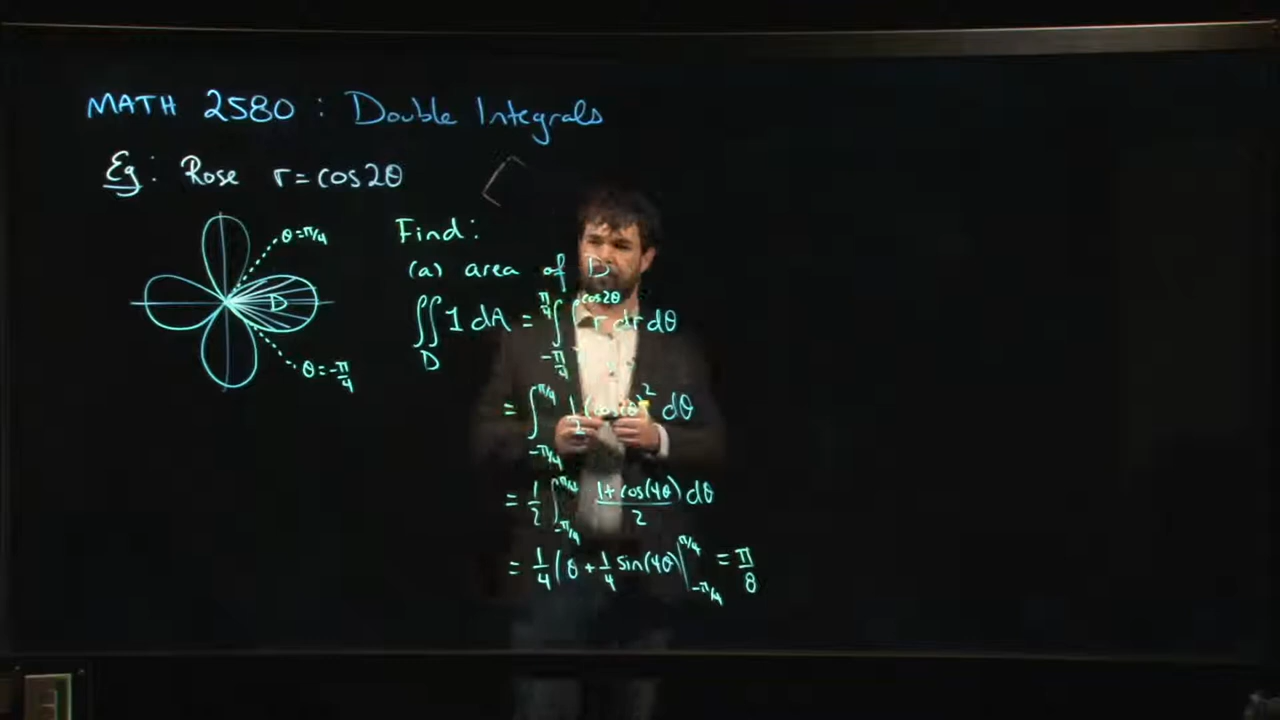 MATH 2580 : Double Integrals
Eg: Rose r = cos2θ
θ = π/4
D
θ = -π/4
Find:
(a) area of D
∬_D 1 dA = ∫_{-π/4}^{π/4} ∫^{cos2θ} r dr dθ
= ∫_{-π/4}^{π/4} 1/2 (cos2θ)^2 dθ
= 1/2 ∫_{-π/4}^{π/4} (1 + cos(4θ))/2 dθ
= 1/4 (θ + 1/4 sin(4θ) |_{-π/4}^{π/4} = π/8